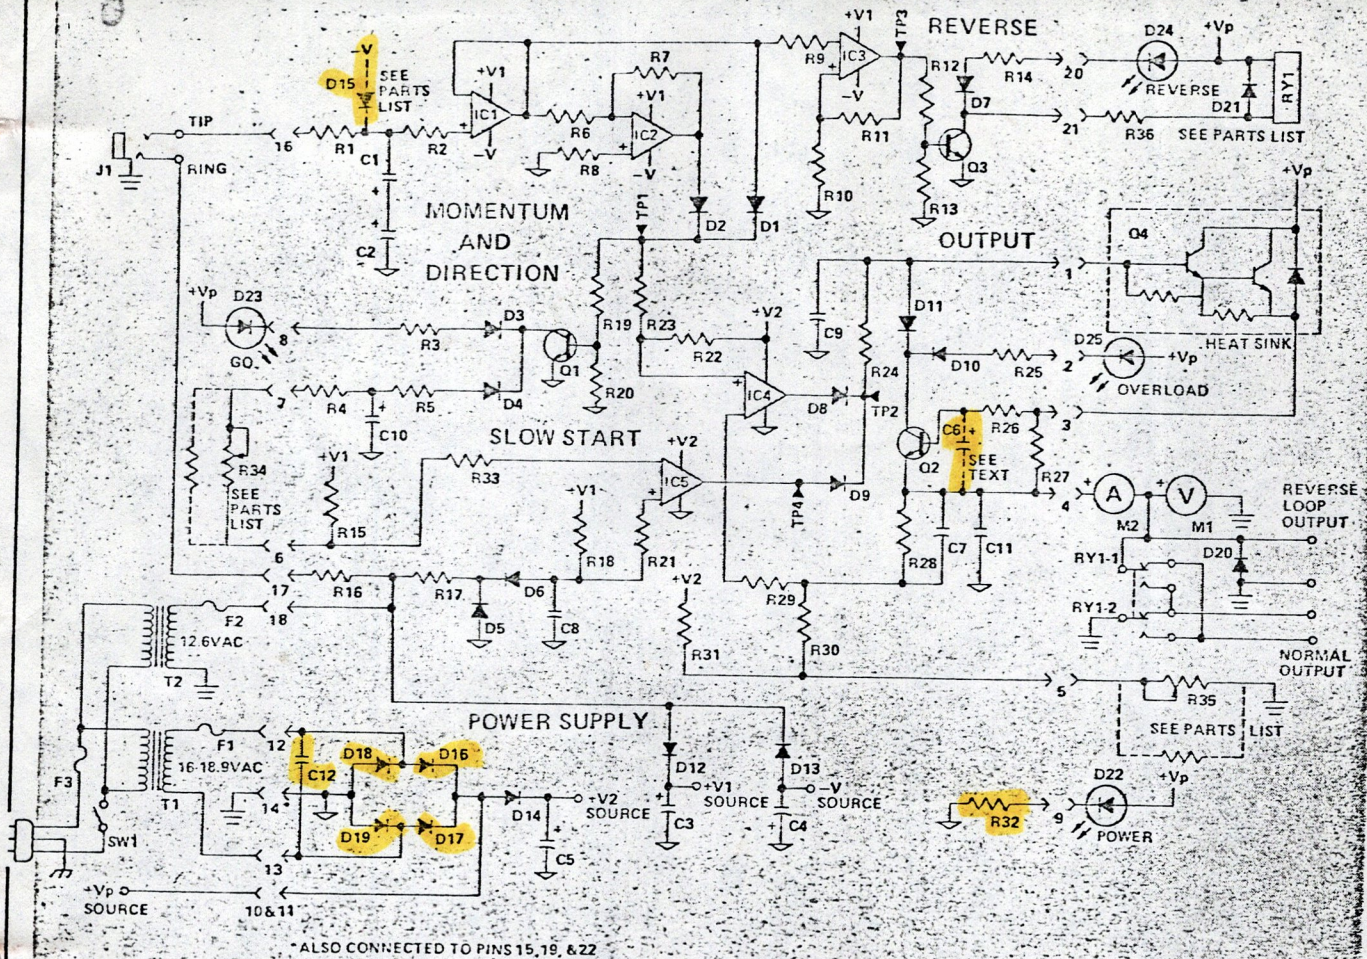 -V
D15
SEE
PARTS
LIST
+V1
IC1
-V
R7
+V1
R6
IC2
R8
-V
+V1
TP3
REVERSE
R9
IC3
-V
R11
R10
R12
R13
D7
Q3
R14
20
D24
+Vp
REVERSE
D21
RY1
21
R36
SEE PARTS LIST
TIP
J1
RING
16
R1
C1
R2
C2
MOMENTUM
AND
DIRECTION
TP1
D2
D1
OUTPUT
+Vp
Q4
1
HEAT SINK
+Vp
D23
GO
8
R3
D3
Q1
R19
R20
R23
R22
+V2
IC4
D8
TP2
C9
R24
D11
D10
R25
2
D25
+Vp
OVERLOAD
7
R4
R5
D4
C10
SLOW START
R34
SEE
PARTS
LIST
+V1
R15
6
R33
+V2
IC5
TP4
D9
Q2
C6
SEE
TEXT
R26
3
R27
4
A
M2
V
M1
REVERSE
LOOP
OUTPUT
+V1
R18
R21
R28
C7
C11
17
R16
R17
D6
D5
C8
+V2
R29
R31
R30
RY1-1
D20
RY1-2
NORMAL
OUTPUT
F2
18
12.6VAC
T2
5
R35
SEE PARTS LIST
POWER SUPPLY
F1
12
16-18.9VAC
T1
14*
F3
SW1
13
C12
D18
D16
D19
D17
D14
+V2
SOURCE
C5
D12
+V1
SOURCE
C3
D13
-V
SOURCE
C4
R32
9
D22
+Vp
POWER
+Vp
SOURCE
10&11
*ALSO CONNECTED TO PINS 15, 19, &22